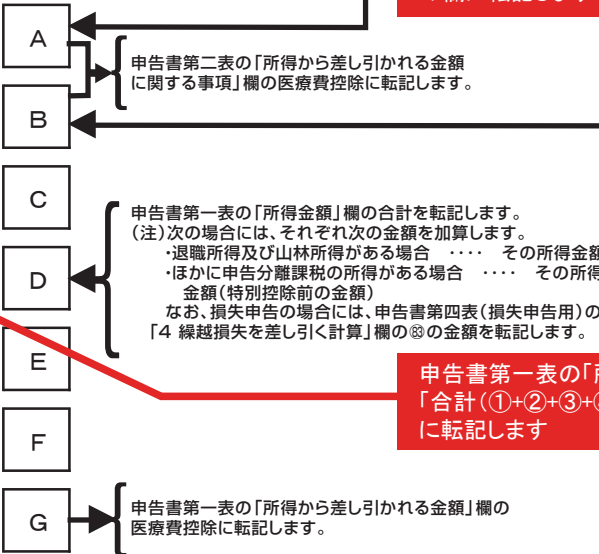 A
申告書第二表の「所得から差し引かれる金額
に関する事項」欄の医療費控除に転記します。
B
C
申告書第一表の「所得金額」欄の合計を転記します。
(注)次の場合には、それぞれ次の金額を加算します。
・退職所得及び山林所得がある場合 ‥‥ その所得金額
・ほかに申告分離課税の所得がある場合 ‥‥ その所得
金額(特別控除前の金額)
なお、損失申告の場合には、申告書第四表(損失申告用)の
「4 繰越損失を差し引く計算」欄の の金額を転記します。
D
E
申告書第一表の「所
「合計(①+②+③+
に転記します
F
G
申告書第一表の「所得から差し引かれる金額」欄の
医療費控除に転記します。